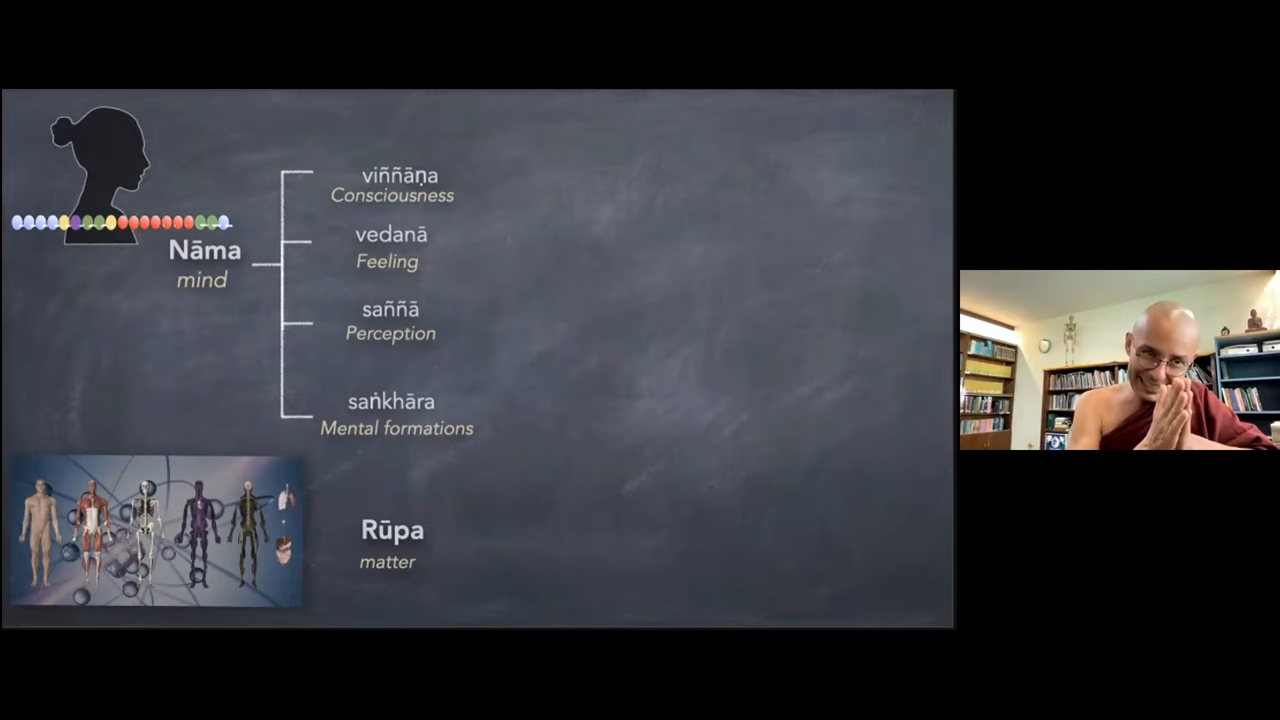 viññāṇa
Consciousness
vedanā
Feeling
Nāma
mind
saññā
Perception
saṅkhāra
Mental formations
Rūpa
matter